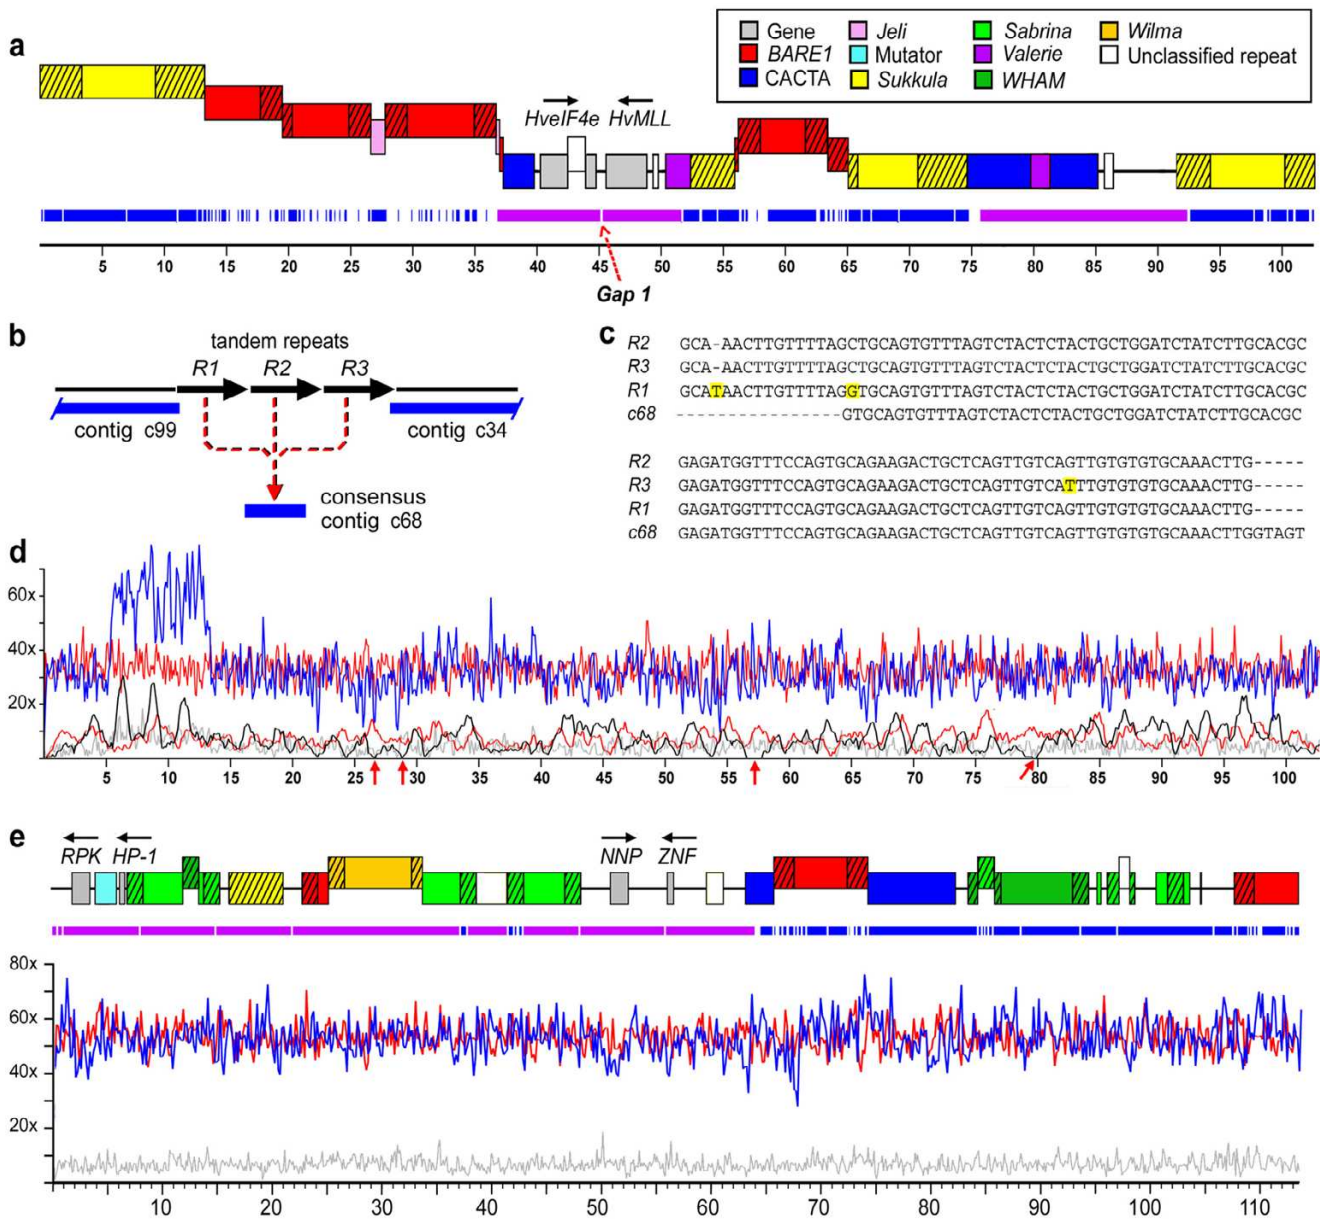 a
Gene Jeli Sabrina Wilma
BARE1 Mutator Valerie Unclassified repeat
CACTA Sukkula WHAM
HveIF4e HvMLL
5 10 15 20 25 30 35 40 45 50 55 60 65 70 75 80 85 90 95 100
Gap 1
b
tandem repeats
R1 R2 R3
contig c99 contig c34
consensus
contig c68
c
R2 GCA-AACTTGTTTTAGCTGCAGTGTTTAGTCTACTCTACTGCTGGATCTATCTTGCACGC
R3 GCA-AACTTGTTTTAGCTGCAGTGTTTAGTCTACTCTACTGCTGGATCTATCTTGCACGC
R1 GCATAACTTGTTTTAGGTGCAGTGTTTAGTCTACTCTACTGCTGGATCTATCTTGCACGC
c68 ----------------GTGCAGTGTTTAGTCTACTCTACTGCTGGATCTATCTTGCACGC
R2 GAGATGGTTTCCAGTGCAGAAGACTGCTCAGTTGTCAGTTGTGTGTGCAAACTTG-----
R3 GAGATGGTTTCCAGTGCAGAAGACTGCTCAGTTGTCATTTGTGTGTGCAAACTTG-----
R1 GAGATGGTTTCCAGTGCAGAAGACTGCTCAGTTGTCAGTTGTGTGTGCAAACTTG-----
c68 GAGATGGTTTCCAGTGCAGAAGACTGCTCAGTTGTCAGTTGTGTGTGCAAACTTGGTAGT
d
60x
40x
20x
5 10 15 20 25 30 35 40 45 50 55 60 65 70 75 80 85 90 95 100
e
RPK HP-1 NNP ZNF
80x
60x
40x
20x
0 10 20 30 40 50 60 70 80 90 100 110